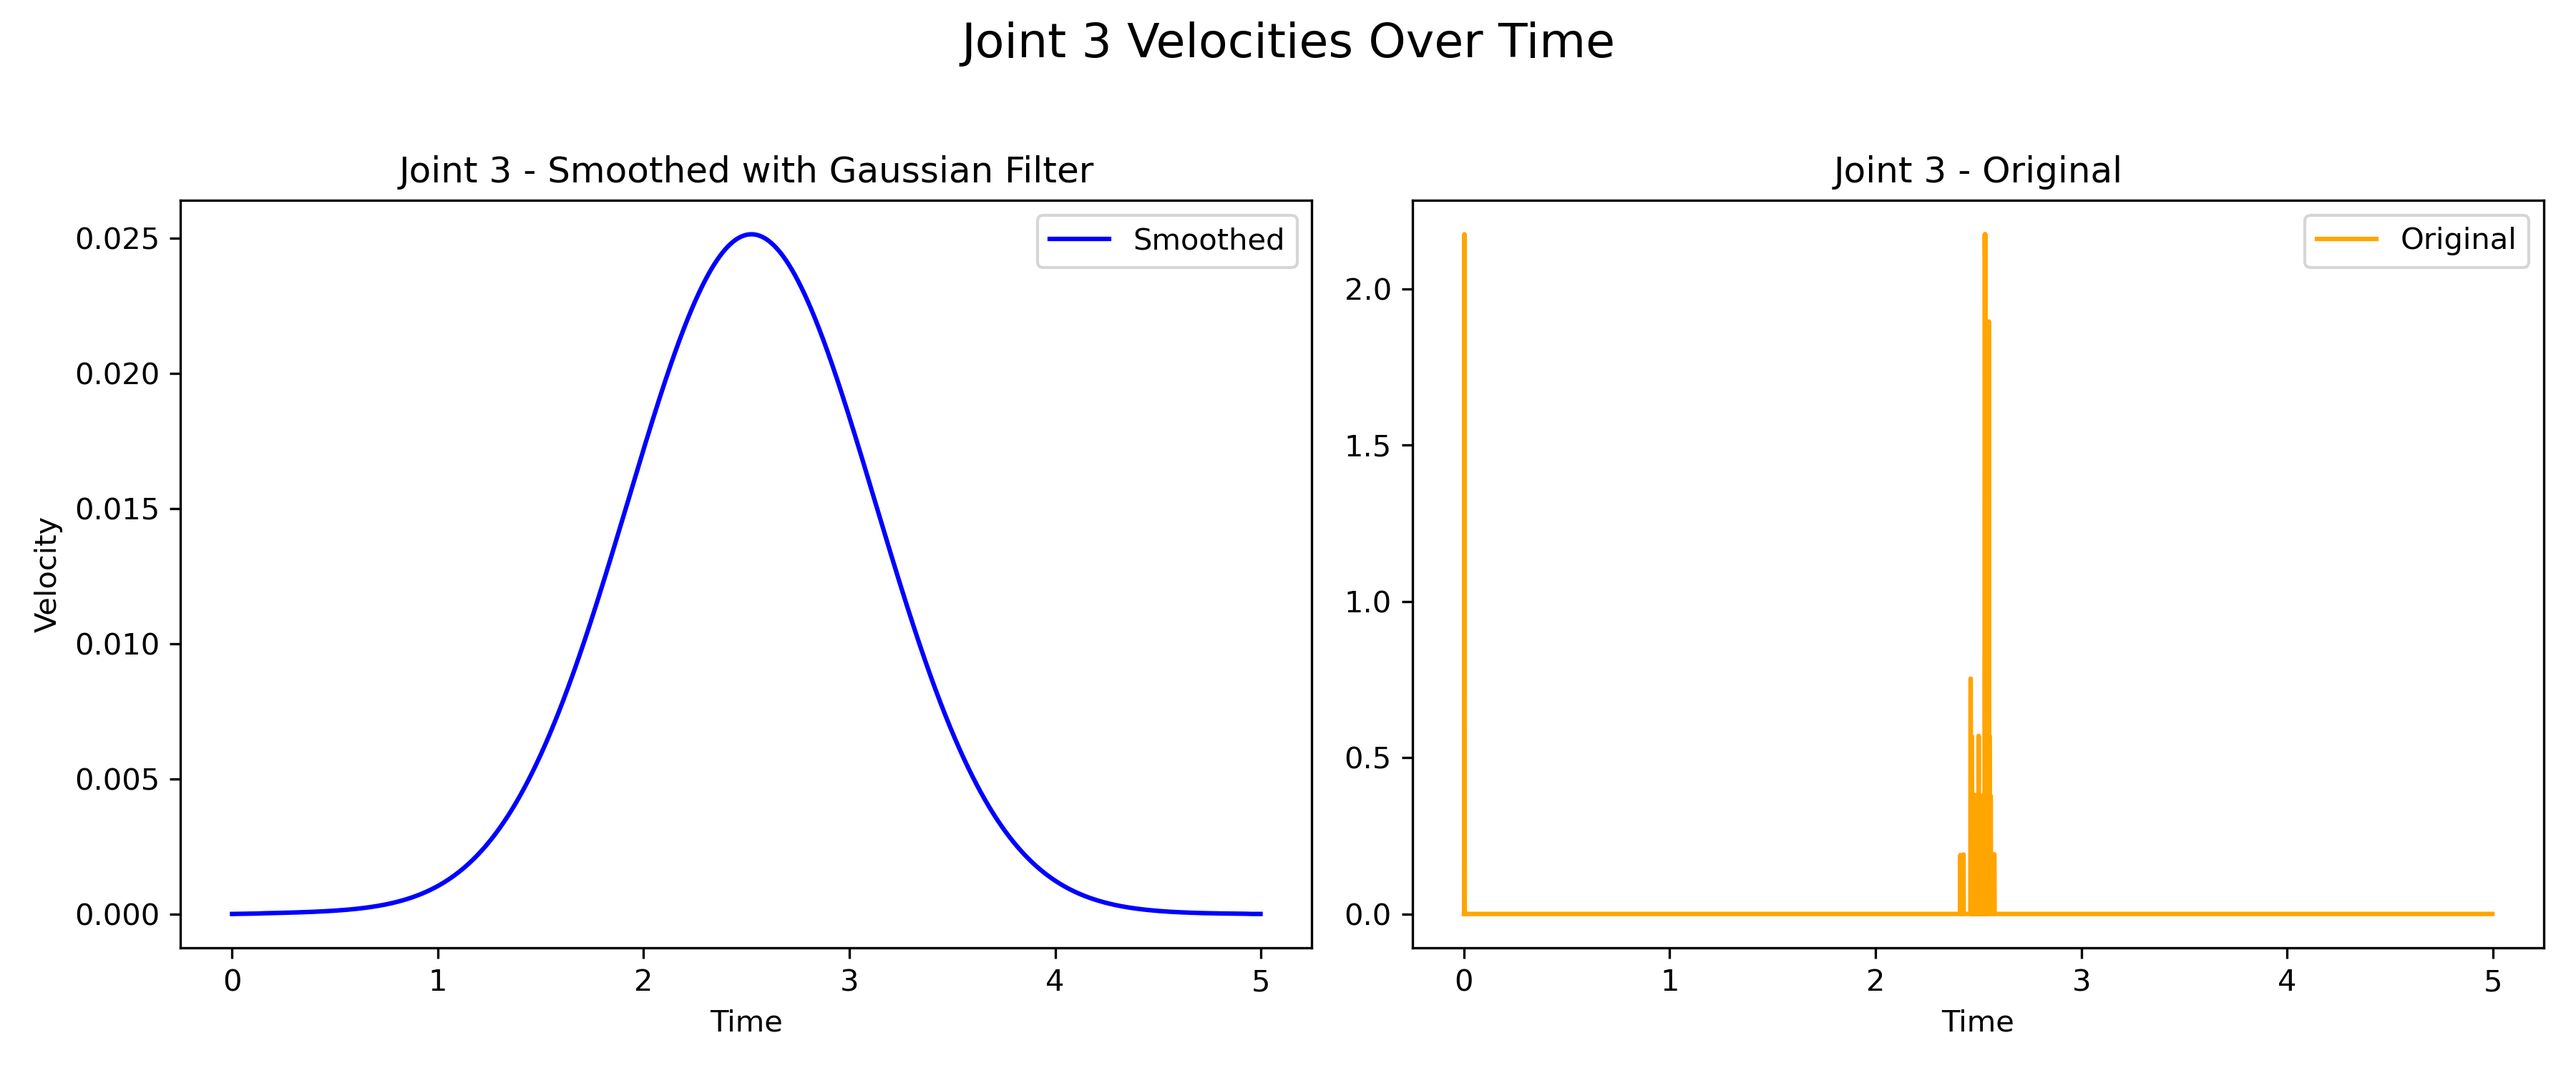 Joint 3 Velocities Over Time
Joint 3 - Smoothed with Gaussian Filter
Smoothed
0.025
0.020
0.015
0.010
0.005
0.000
Velocity
0 1 2 3 4 5
Time
Joint 3 - Original
Original
2.0
1.5
1.0
0.5
0.0
0 1 2 3 4 5
Time